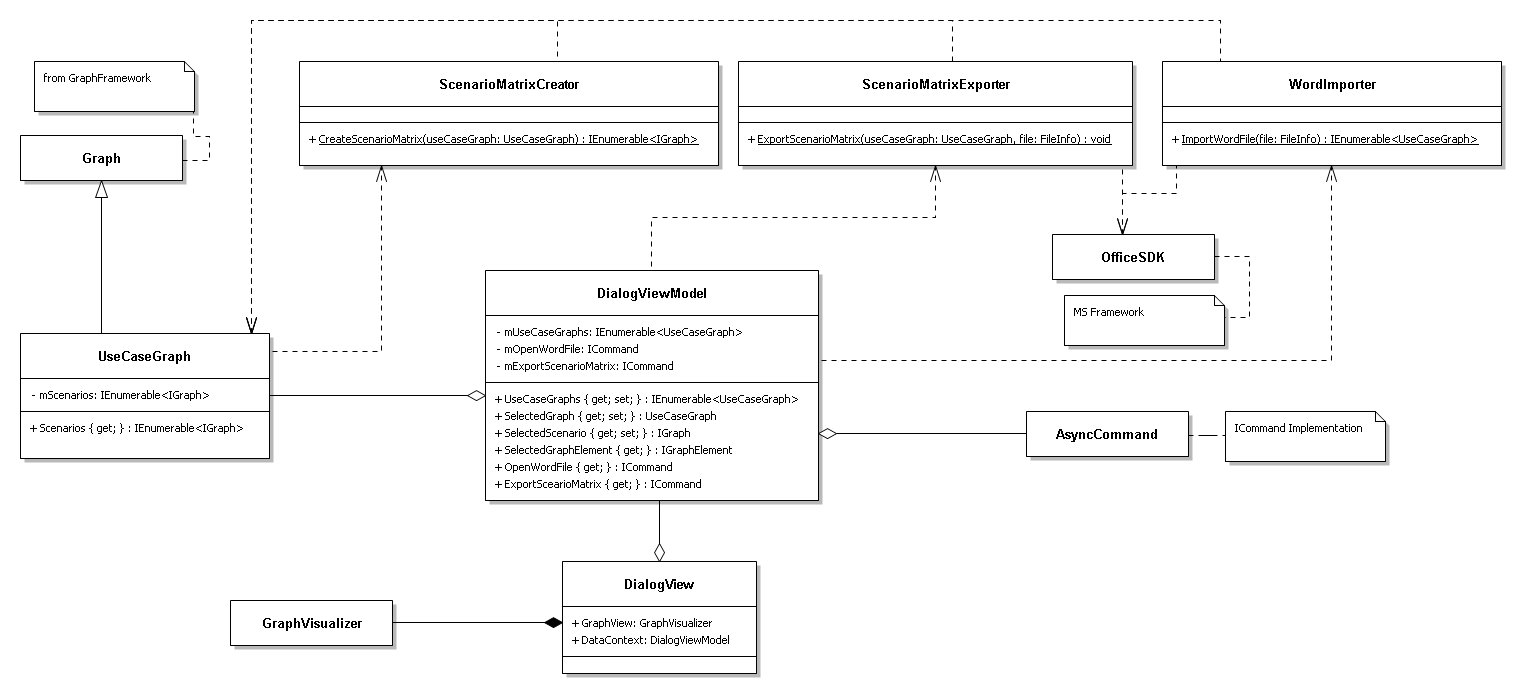 from GraphFramework
Graph
ScenarioMatrixCreator
+ CreateScenarioMatrix(useCaseGraph: UseCaseGraph) : IEnumerable<IGraph>
ScenarioMatrixExporter
+ ExportScenarioMatrix(useCaseGraph: UseCaseGraph, file: FileInfo) : void
WordImporter
+ ImportWordFile(file: FileInfo) : IEnumerable<UseCaseGraph>
OfficeSDK
MS Framework
DialogViewModel
- mUseCaseGraphs: IEnumerable<UseCaseGraph>
- mOpenWordFile: ICommand
- mExportScenarioMatrix: ICommand
+ UseCaseGraphs { get; set; } : IEnumerable<UseCaseGraph>
+ SelectedGraph { get; set; } : UseCaseGraph
+ SelectedScenario { get; set; } : IGraph
+ SelectedGraphElement { get; } : IGraphElement
+ OpenWordFile { get; } : ICommand
+ ExportScearioMatrix { get; } : ICommand
UseCaseGraph
- mScenarios: IEnumerable<IGraph>
+ Scenarios { get; } : IEnumerable<IGraph>
AsyncCommand
ICommand Implementation
DialogView
+ GraphView: GraphVisualizer
+ DataContext: DialogViewModel
GraphVisualizer